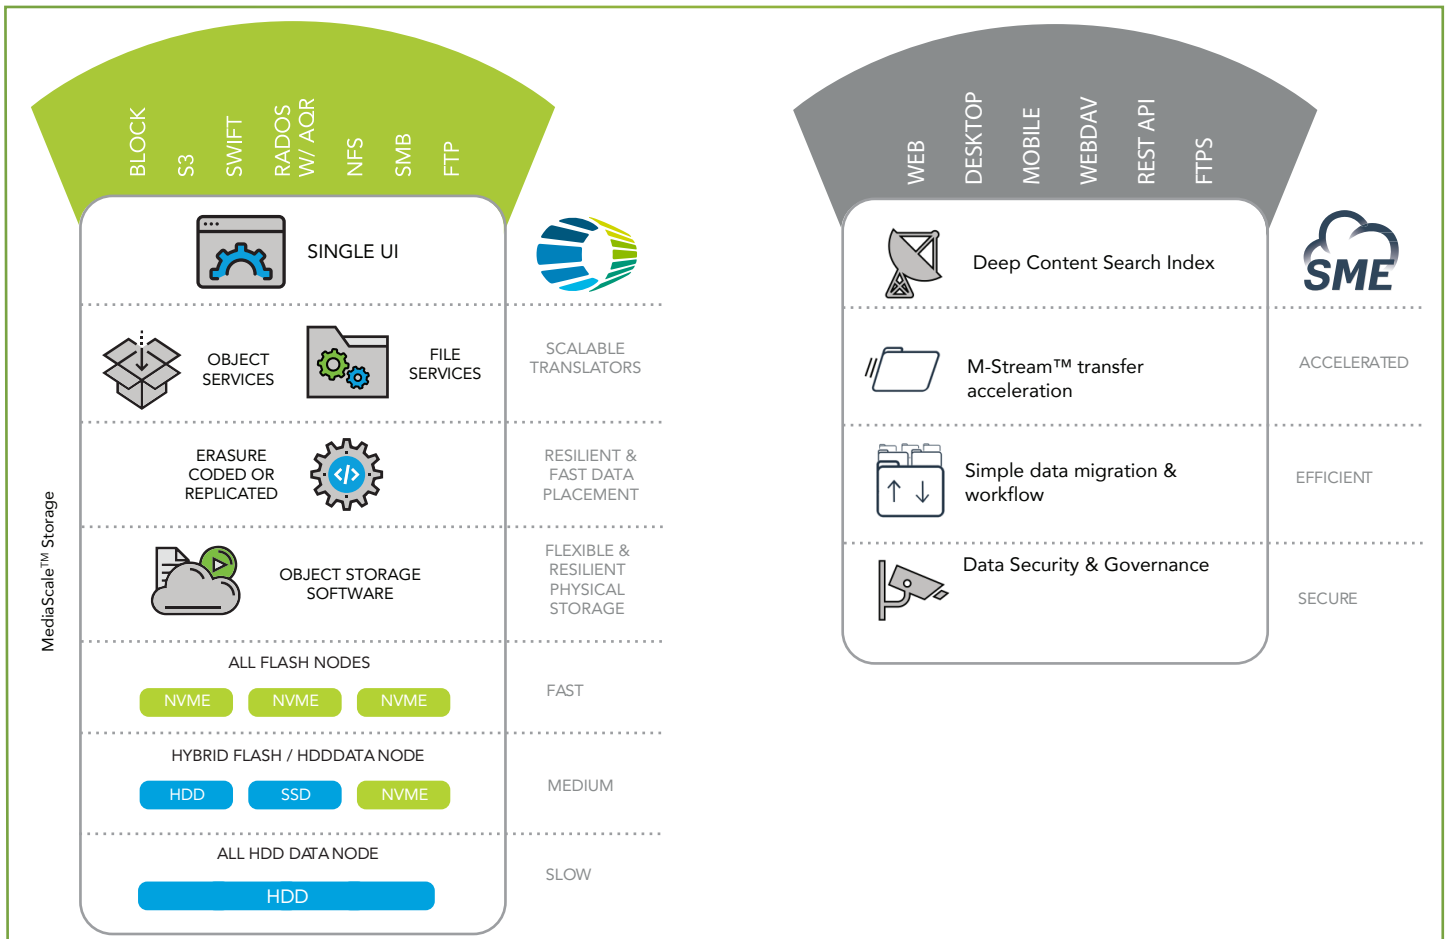 BLOCK
S3
SWIFT
RADOS
W/ AQR
NFS
SMB
FTP
SINGLE UI
OBJECT
SERVICES
FILE
SERVICES
SCALABLE
TRANSLATORS
ERASURE
CODED OR
REPLICATED
</>
RESILIENT &
FAST DATA
PLACEMENT
MediaScale™ Storage
OBJECT STORAGE
SOFTWARE
FLEXIBLE &
RESILIENT
PHYSICAL
STORAGE
ALL FLASH NODES
NVME
NVME
NVME
FAST
HYBRID FLASH / HDDDATA NODE
HDD
SSD
NVME
MEDIUM
ALL HDD DATA NODE
HDD
SLOW
WEB
DESKTOP
MOBILE
WEBDAV
REST API
FTPS
Deep Content Search Index
SME
M-Stream™ transfer
acceleration
ACCELERATED
Simple data migration &
workflow
EFFICIENT
Data Security & Governance
SECURE